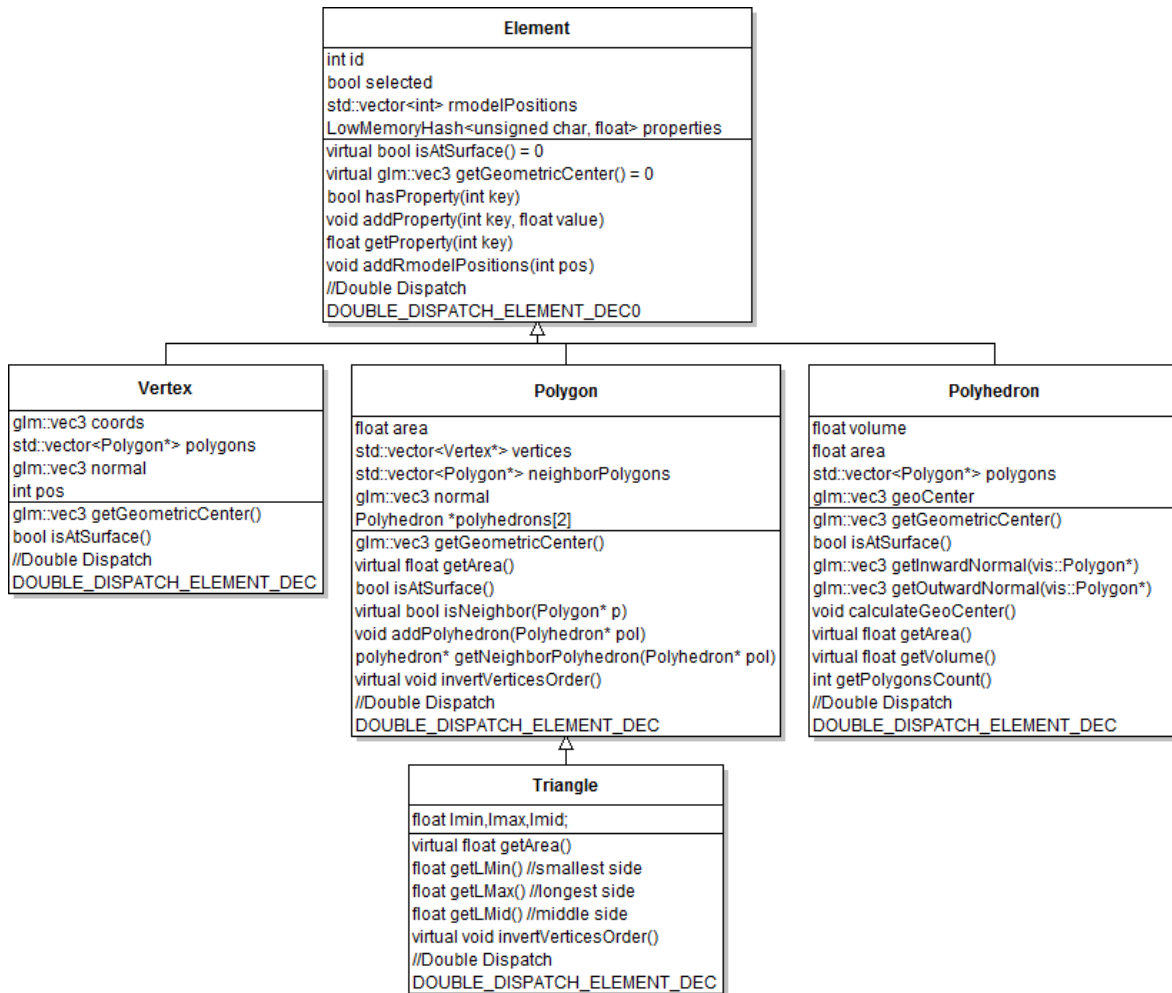 Element
int id
bool selected
std::vector<int> rmodelPositions
LowMemoryHash<unsigned char, float> properties
virtual bool isAtSurface() = 0
virtual glm::vec3 getGeometricCenter() = 0
bool hasProperty(int key)
void addProperty(int key, float value)
float getProperty(int key)
void addRmodelPositions(int pos)
//Double Dispatch
DOUBLE_DISPATCH_ELEMENT_DEC0
Vertex
glm::vec3 coords
std::vector<Polygon*> polygons
glm::vec3 normal
int pos
glm::vec3 getGeometricCenter()
bool isAtSurface()
//Double Dispatch
DOUBLE_DISPATCH_ELEMENT_DEC
Polygon
float area
std::vector<Vertex*> vertices
std::vector<Polygon*> neighborPolygons
glm::vec3 normal
Polyhedron *polyhedrons[2]
glm::vec3 getGeometricCenter()
virtual float getArea()
bool isAtSurface()
virtual bool isNeighbor(Polygon* p)
void addPolyhedron(Polyhedron* pol)
polyhedron* getNeighborPolyhedron(Polyhedron* pol)
virtual void invertVerticesOrder()
//Double Dispatch
DOUBLE_DISPATCH_ELEMENT_DEC
Polyhedron
float volume
float area
std::vector<Polygon*> polygons
glm::vec3 geoCenter
glm::vec3 getGeometricCenter()
bool isAtSurface()
glm::vec3 getInwardNormal(vis::Polygon*)
glm::vec3 getOutwardNormal(vis::Polygon*)
void calculateGeoCenter()
virtual float getArea()
virtual float getVolume()
int getPolygonsCount()
//Double Dispatch
DOUBLE_DISPATCH_ELEMENT_DEC
Triangle
float lmin,lmax,lmid;
virtual float getArea()
float getLMin() //smallest side
float getLMax() //longest side
float getLMid() //middle side
virtual void invertVerticesOrder()
//Double Dispatch
DOUBLE_DISPATCH_ELEMENT_DEC